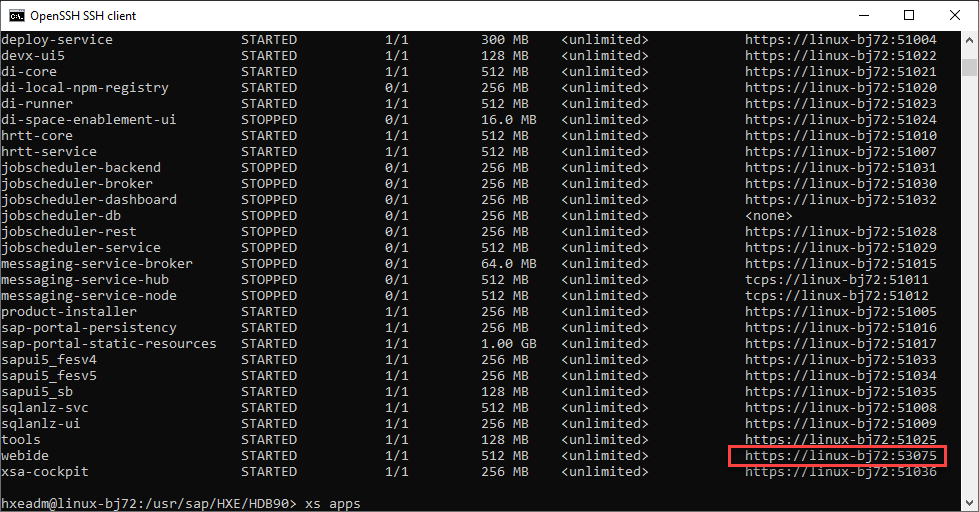 OpenSSH SSH client
deploy-service STARTED 1/1 300 MB <unlimited> https://linux-bj72:51004
devx-ui5 STARTED 1/1 128 MB <unlimited> https://linux-bj72:51022
di-core STARTED 1/1 512 MB <unlimited> https://linux-bj72:51021
di-local-npm-registry STARTED 0/1 256 MB <unlimited> https://linux-bj72:51020
di-runner STARTED 1/1 512 MB <unlimited> https://linux-bj72:51023
di-space-enablement-ui STOPPED 0/1 16.0 MB <unlimited> https://linux-bj72:51024
hrtt-core STARTED 1/1 512 MB <unlimited> https://linux-bj72:51010
hrtt-service STARTED 1/1 512 MB <unlimited> https://linux-bj72:51007
jobscheduler-backend STOPPED 0/1 256 MB <unlimited> https://linux-bj72:51031
jobscheduler-broker STOPPED 0/1 256 MB <unlimited> https://linux-bj72:51030
jobscheduler-dashboard STOPPED 0/1 256 MB <unlimited> https://linux-bj72:51032
jobscheduler-db STOPPED 0/1 256 MB <unlimited> <none>
jobscheduler-rest STOPPED 0/1 256 MB <unlimited> https://linux-bj72:51028
jobscheduler-service STOPPED 0/1 512 MB <unlimited> https://linux-bj72:51029
messaging-service-broker STOPPED 0/1 64.0 MB <unlimited> https://linux-bj72:51015
messaging-service-hub STOPPED 0/1 512 MB <unlimited> tcps://linux-bj72:51011
messaging-service-node STOPPED 0/1 512 MB <unlimited> tcps://linux-bj72:51012
product-installer STARTED 1/1 512 MB <unlimited> https://linux-bj72:51005
sap-portal-persistency STARTED 1/1 256 MB <unlimited> https://linux-bj72:51016
sap-portal-static-resources STARTED 1/1 1.00 GB <unlimited> https://linux-bj72:51017
sapui5_fesv4 STARTED 1/1 256 MB <unlimited> https://linux-bj72:51033
sapui5_fesv5 STARTED 1/1 256 MB <unlimited> https://linux-bj72:51034
sapui5_sb STARTED 1/1 128 MB <unlimited> https://linux-bj72:51035
sqlanlz-svc STARTED 1/1 512 MB <unlimited> https://linux-bj72:51008
sqlanlz-ui STARTED 1/1 256 MB <unlimited> https://linux-bj72:51009
tools STARTED 1/1 128 MB <unlimited> https://linux-bj72:51025
webide STARTED 1/1 512 MB <unlimited> https://linux-bj72:53075
xsa-cockpit STARTED 1/1 256 MB <unlimited> https://linux-bj72:51036
hxeadm@linux-bj72:/usr/sap/HXE/HDB90> xs apps